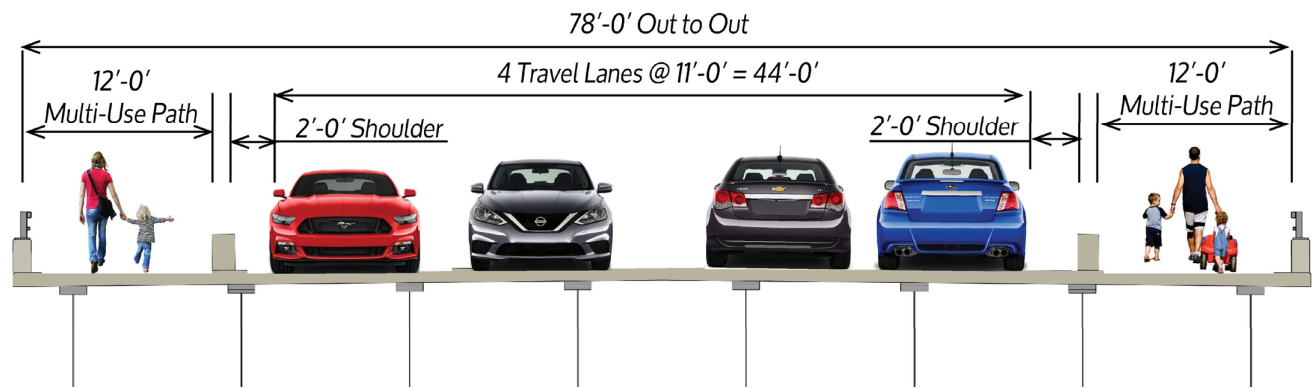 78'-0' Out to Out
12'-0'
Multi-Use Path
4 Travel Lanes @ 11'-0' = 44'-0'
12'-0'
Multi-Use Path
2'-0' Shoulder
2'-0' Shoulder